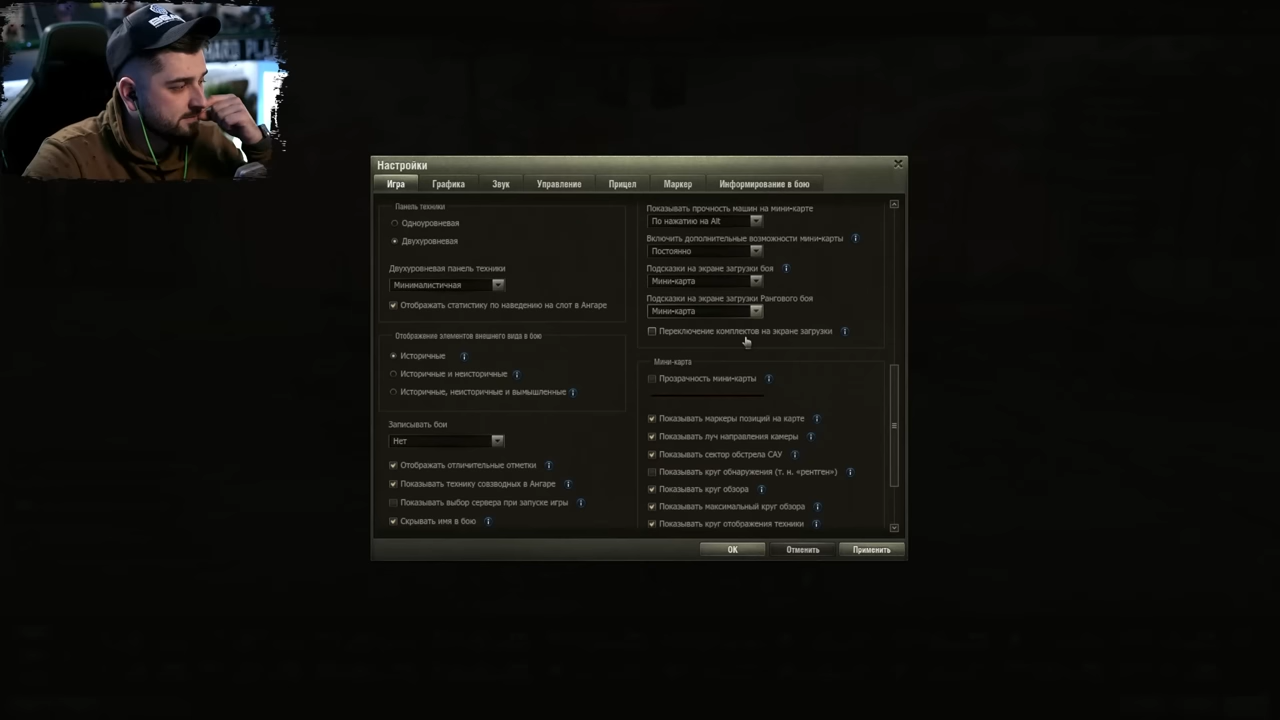 Настройки
Игра
Графика
Звук
Управление
Прицел
Маркер
Информирование в бою
Панель техники
Одноуровневая
Двухуровневая
Двухуровневая панель техники
Минималистичная
Отображать статистику по наведению на слот в Ангаре
Отображение элементов внешнего вида в бою
Историчные
Историчные и неисторичные
Историчные, неисторичные и вымышленные
Записывать бои
Нет
Отображать отличительные отметки
Показывать технику совзводных в Ангаре
Показывать выбор сервера при запуске игры
Скрывать имя в бою
Показывать прочность машин на мини-карте
По нажатию на Alt
Включить дополнительные возможности мини-карты
Постоянно
Подсказки на экране загрузки боя
Мини-карта
Подсказки на экране загрузки Рангового боя
Мини-карта
Переключение комплектов на экране загрузки
Мини-карта
Прозрачность мини-карты
Показывать маркеры позиций на карте
Показывать луч направления камеры
Показывать сектор обстрела САУ
Показывать круг обнаружения (т. н. «рентген»)
Показывать круг обзора
Показывать максимальный круг обзора
Показывать круг отображения техники
OK
Отменить
Применить